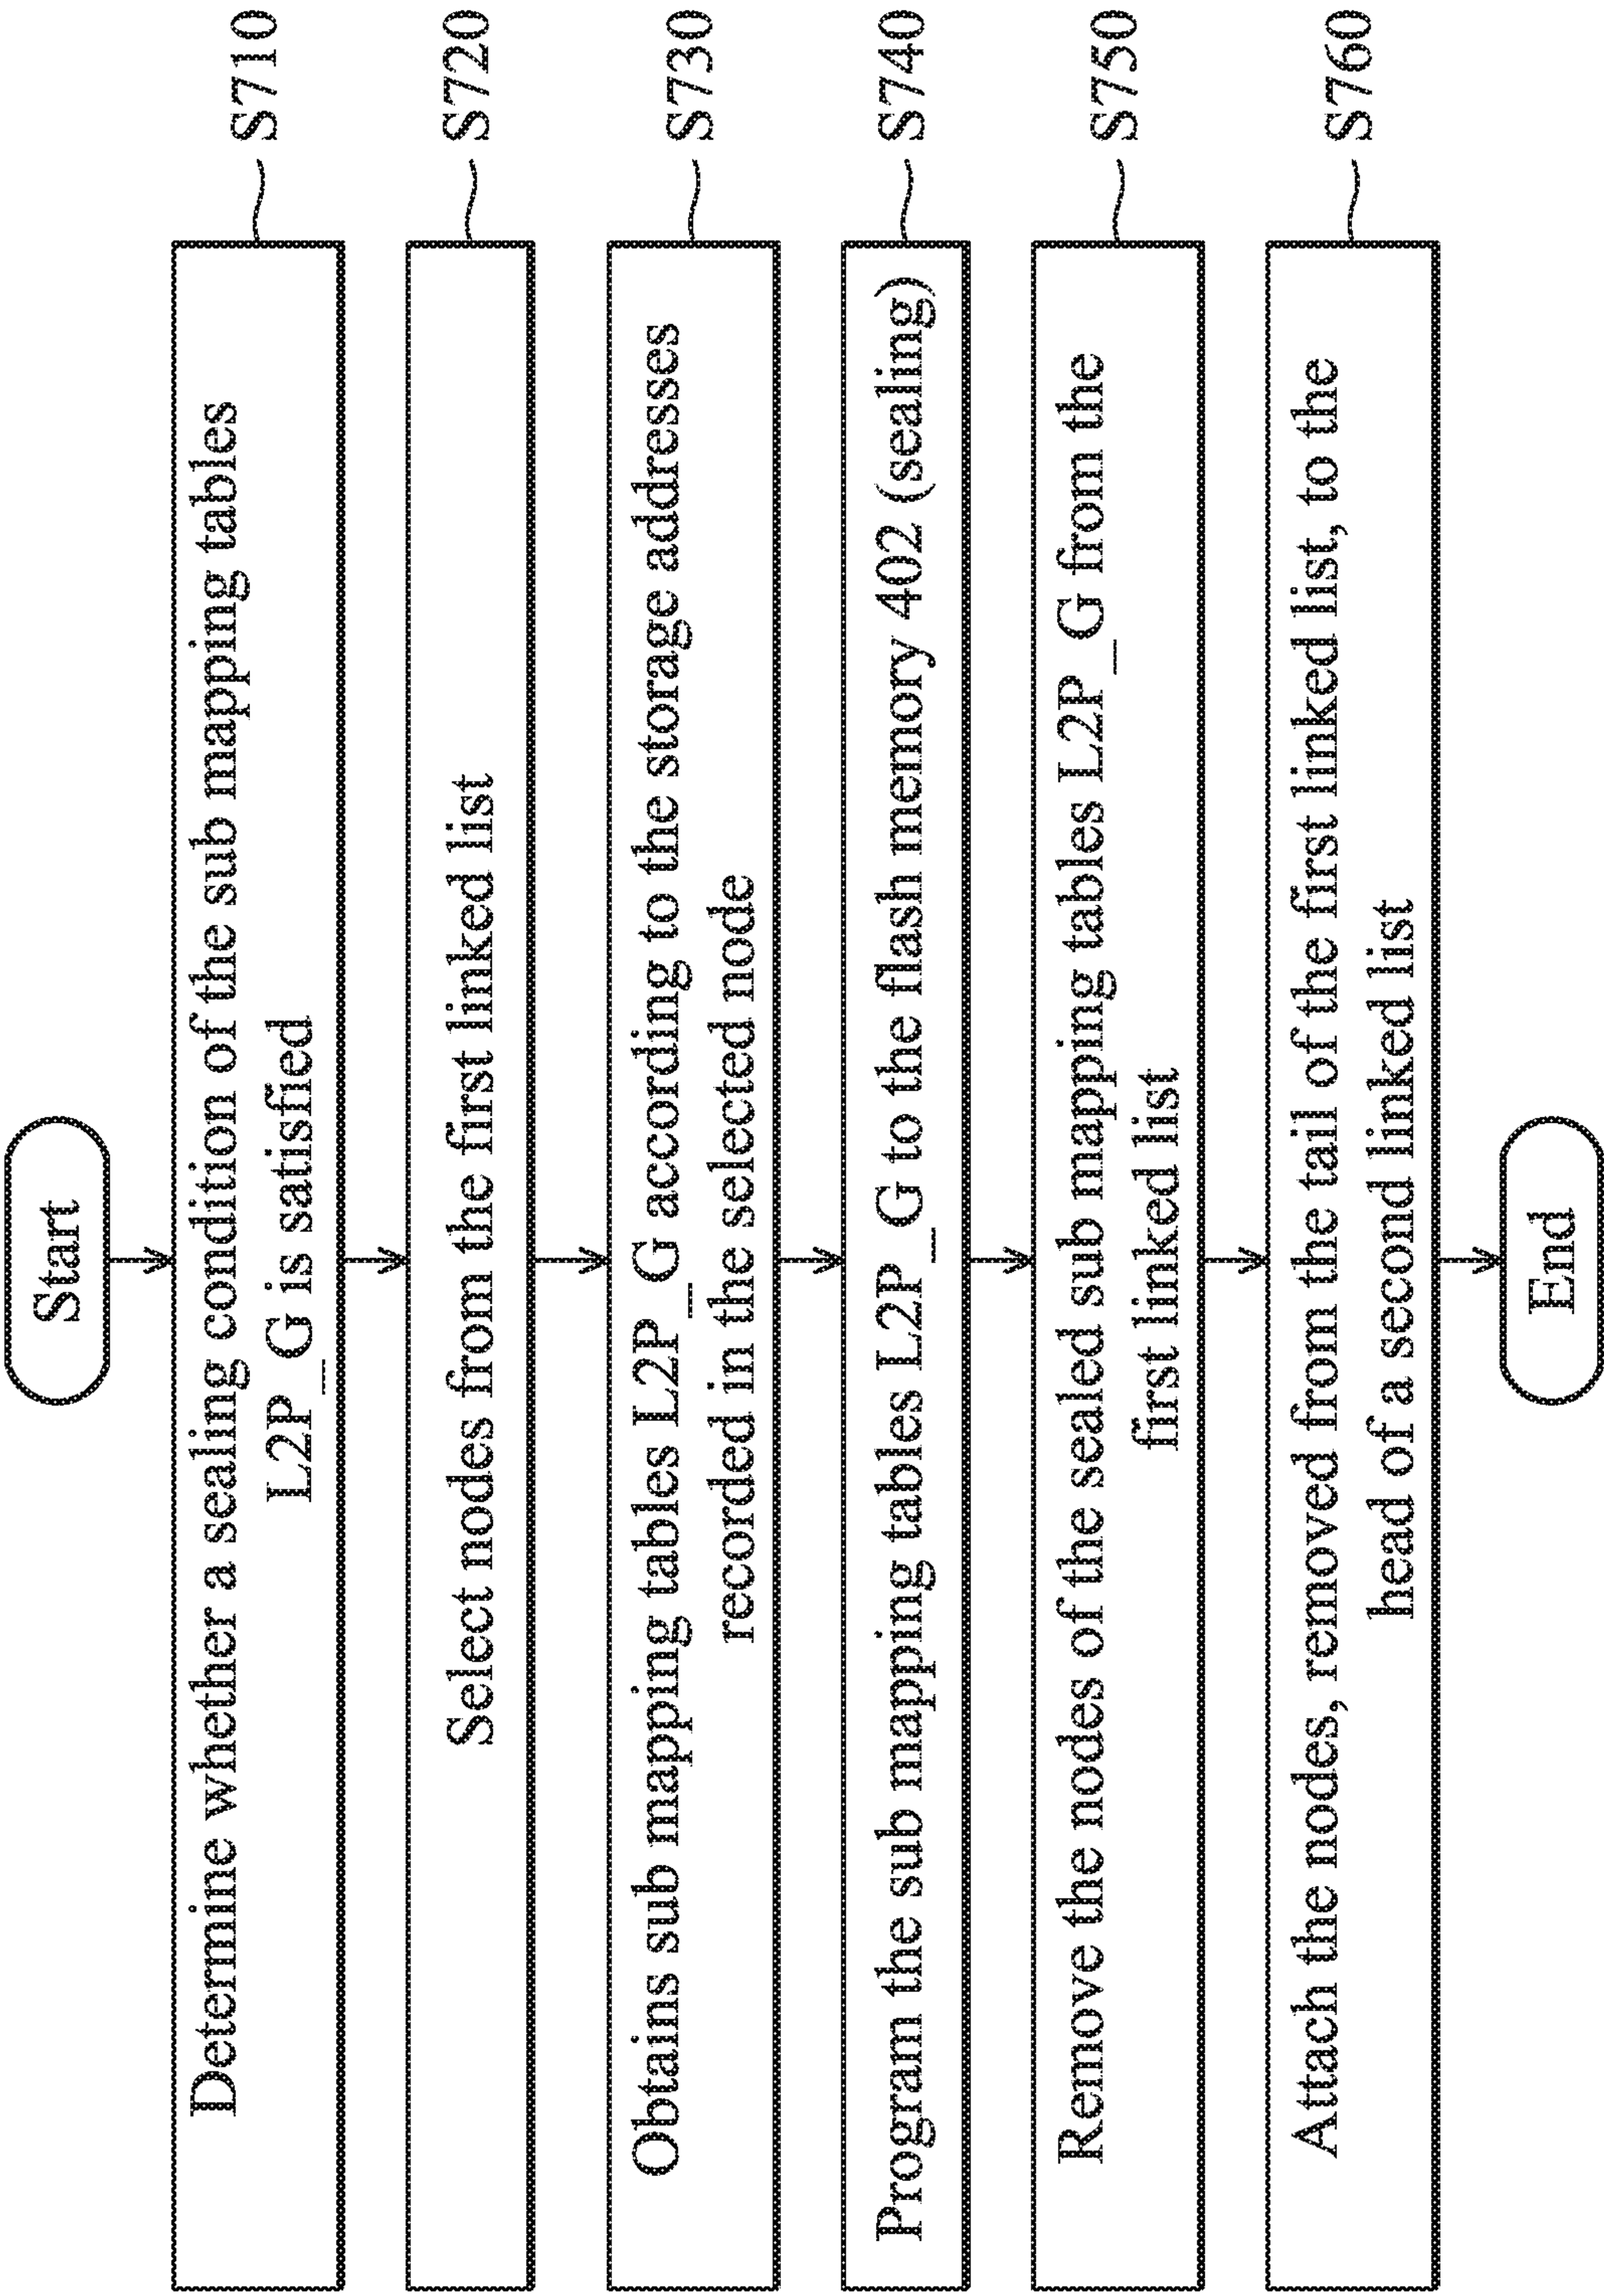 Start
Determine whether a sealing condition of the sub mapping tables
L2P_G is satisfied
S710
Select nodes from the first linked list
S720
Obtains sub mapping tables L2P_G according to the storage addresses
recorded in the selected node
S730
Program the sub mapping tables L2P_G to the flash memory 402 (sealing)
S740
Remove the nodes of the sealed sub mapping tables L2P_G from the
first linked list
S750
Attach the nodes, removed from the tail of the first linked list, to the
head of a second linked list
S760
End